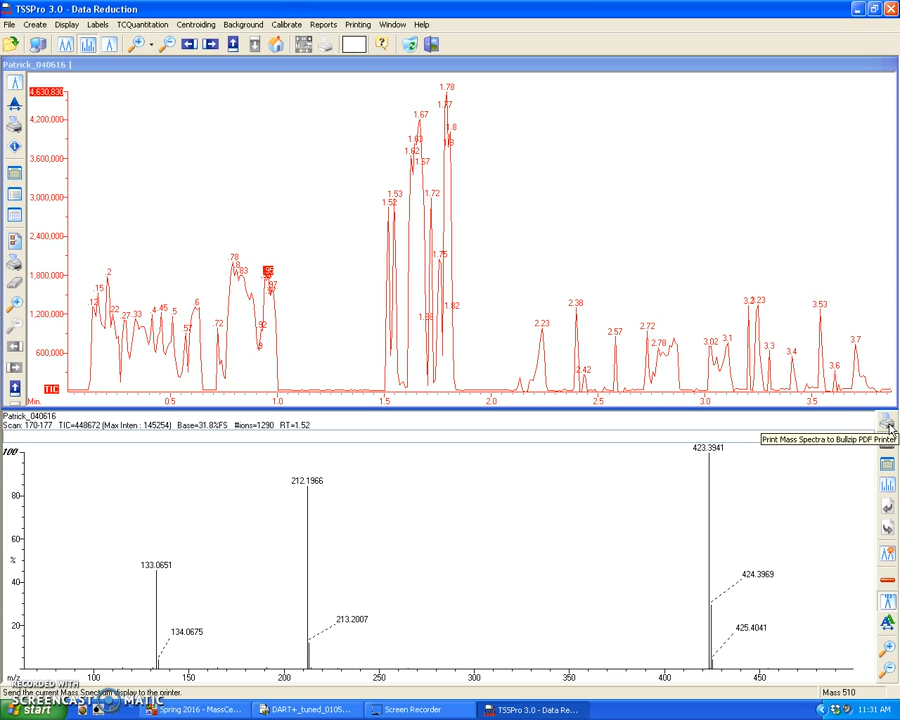 TSSPro 3.0 - Data Reduction
File Create Display Labels TCQuantitation Centroiding Background Calibrate Reports Printing Window Help
Patrick_040616 |
4,630,830
4,200,000
3,600,000
3,000,000
2,400,000
1,800,000
1,200,000
600,000
TIC
.12 .15 .2 .22 .27 .33 .4 .45 .5 .57 .6 .72 .78 .8 .83 .9 .92 .95 .97
1.52 1.53 1.62 1.63 1.67 1.72 1.75 1.77 1.78 1.8 1.82
2.23 2.38 2.42 2.57 2.72 2.78 3.02 3.1 3.2 3.23 3.3 3.4 3.53 3.6 3.7
Min. 0.5 1.0 1.5 2.0 2.5 3.0 3.5
Patrick_040616
Scan: 170-177 TIC=448672 (Max Inten : 145254) Base=31.8%FS #ions=1290 RT=1.52
Print Mass Spectra to Bullzip PDF Printer
100
423.3941
212.1966
80
60
133.0651
%
424.3969
40
134.0675
213.2007
425.4041
20
m/z 100 150 200 250 300 350 400 450
RECORDED WITH
SCREENCAST MATIC
Send the current Mass Spectrum display to the printer.
Mass 510
start
Spring 2016 - MassCe...
DART+_tuned_0105...
Screen Recorder
TSSPro 3.0 - Data Re...
11:31 AM